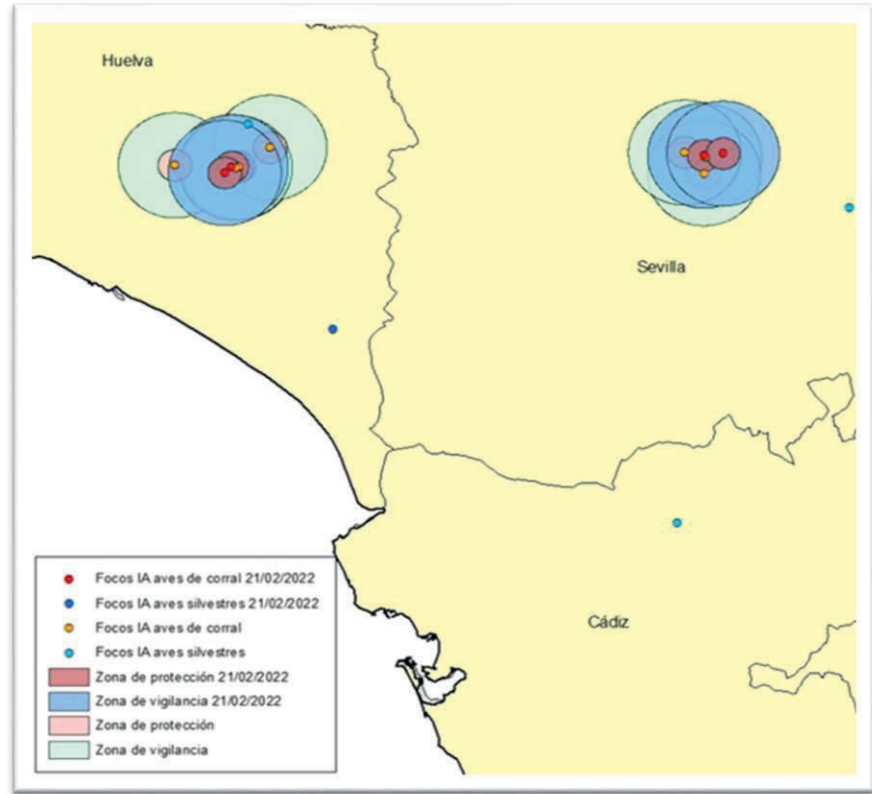 Huelva
Sevilla
Cádiz
Focos IA aves de corral 21/02/2022
Focos IA aves silvestres 21/02/2022
Focos IA aves de corral
Focos IA aves silvestres
Zona de protección 21/02/2022
Zona de vigilancia 21/02/2022
Zona de protección
Zona de vigilancia